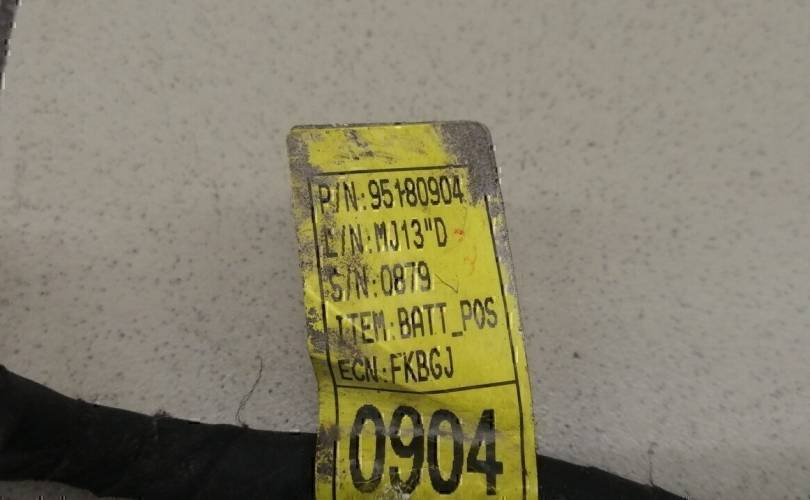 P/N:95180904
L/N:MJ13"D
S/N:0879
ITEM:BATT_POS
ECN:FKBGJ
0904